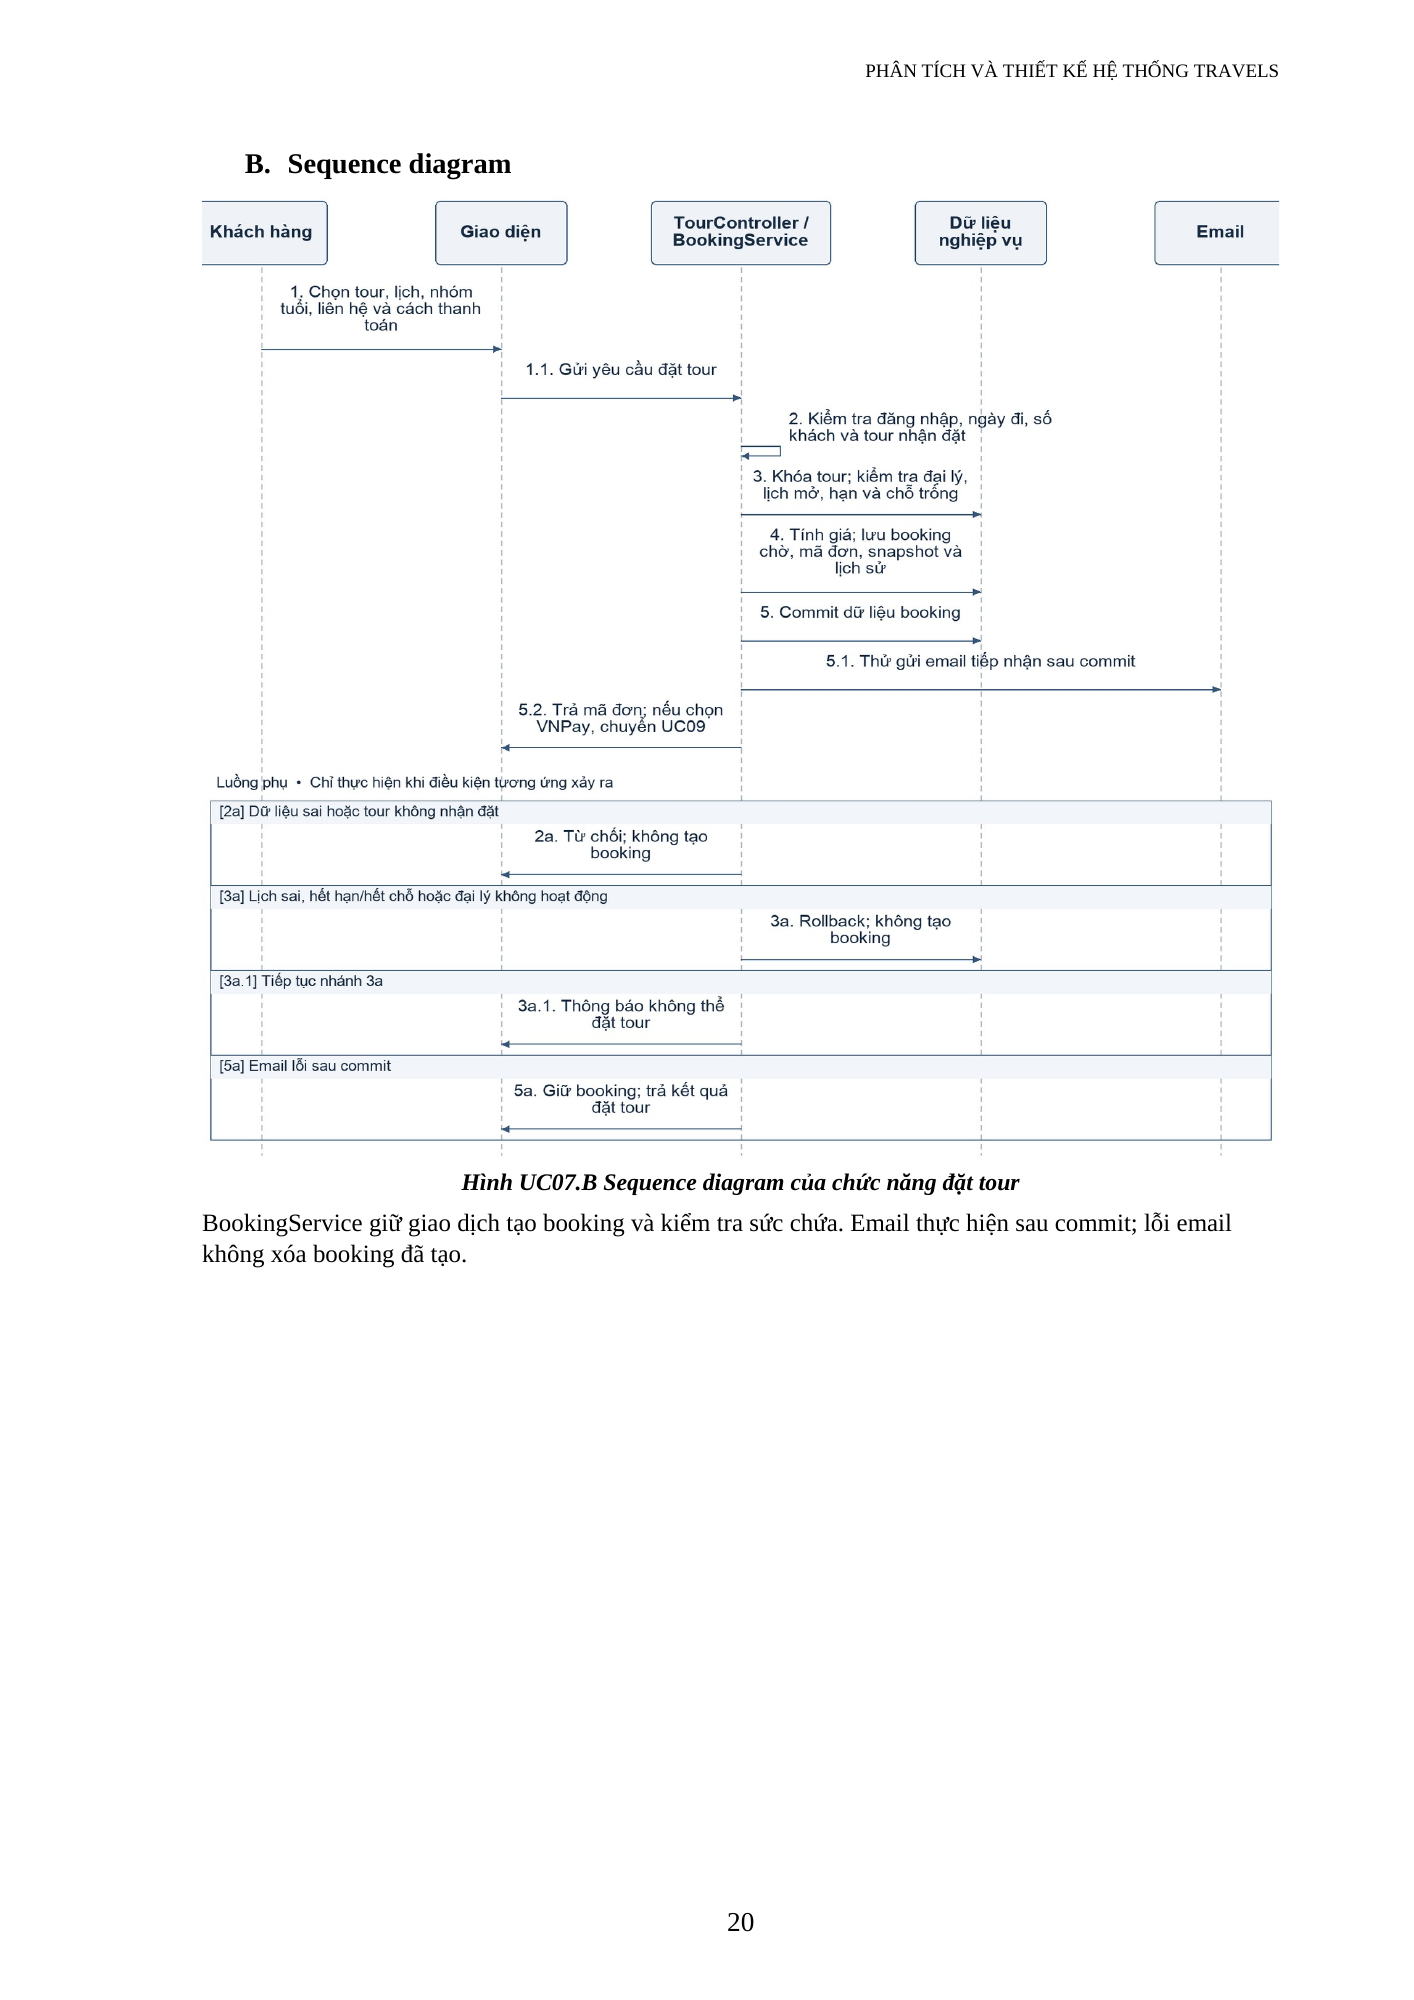 PHÂN TÍCH VÀ THIẾT KẾ HỆ THỐNG TRAVELS
B. Sequence diagram
Khách hàng
Giao diện
TourController /
BookingService
Dữ liệu
nghiệp vụ
Email
1. Chọn tour, lịch, nhóm
tuổi, liên hệ và cách thanh
toán
1.1. Gửi yêu cầu đặt tour
2. Kiểm tra đăng nhập, ngày đi, số
khách và tour nhận đặt
3. Khóa tour; kiểm tra đại lý,
lịch mở, hạn và chỗ trống
4. Tính giá; lưu booking
chờ, mã đơn, snapshot và
lịch sử
5. Commit dữ liệu booking
5.1. Thử gửi email tiếp nhận sau commit
5.2. Trả mã đơn; nếu chọn
VNPay, chuyển UC09
Luồng phụ • Chỉ thực hiện khi điều kiện tương ứng xảy ra
[2a] Dữ liệu sai hoặc tour không nhận đặt
2a. Từ chối; không tạo
booking
[3a] Lịch sai, hết hạn/hết chỗ hoặc đại lý không hoạt động
3a. Rollback; không tạo
booking
[3a.1] Tiếp tục nhánh 3a
3a.1. Thông báo không thể
đặt tour
[5a] Email lỗi sau commit
5a. Giữ booking; trả kết quả
đặt tour
Hình UC07.B Sequence diagram của chức năng đặt tour
BookingService giữ giao dịch tạo booking và kiểm tra sức chứa. Email thực hiện sau commit; lỗi email
không xóa booking đã tạo.
20